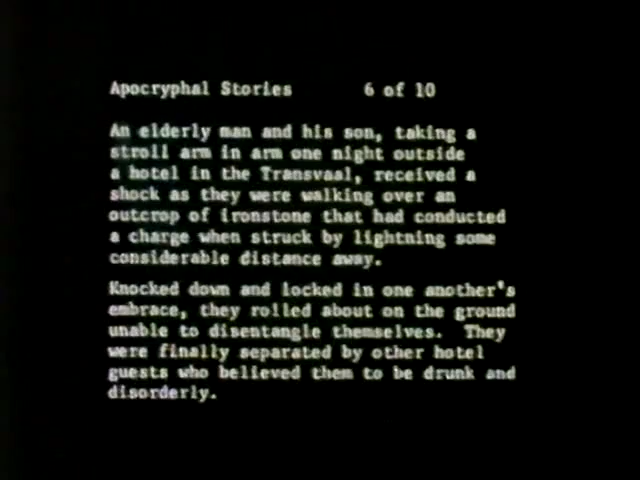 Apocryphal Stories 6 of 10
An elderly man and his son, taking a
stroll arm in arm one night outside
a hotel in the Transvaal, received a
shock as they were walking over an
outcrop of ironstone that had conducted
a charge when struck by lightning some
considerable distance away.
Knocked down and locked in one another's
embrace, they rolled about on the ground
unable to disentangle themselves. They
were finally separated by other hotel
guests who believed them to be drunk and
disorderly.